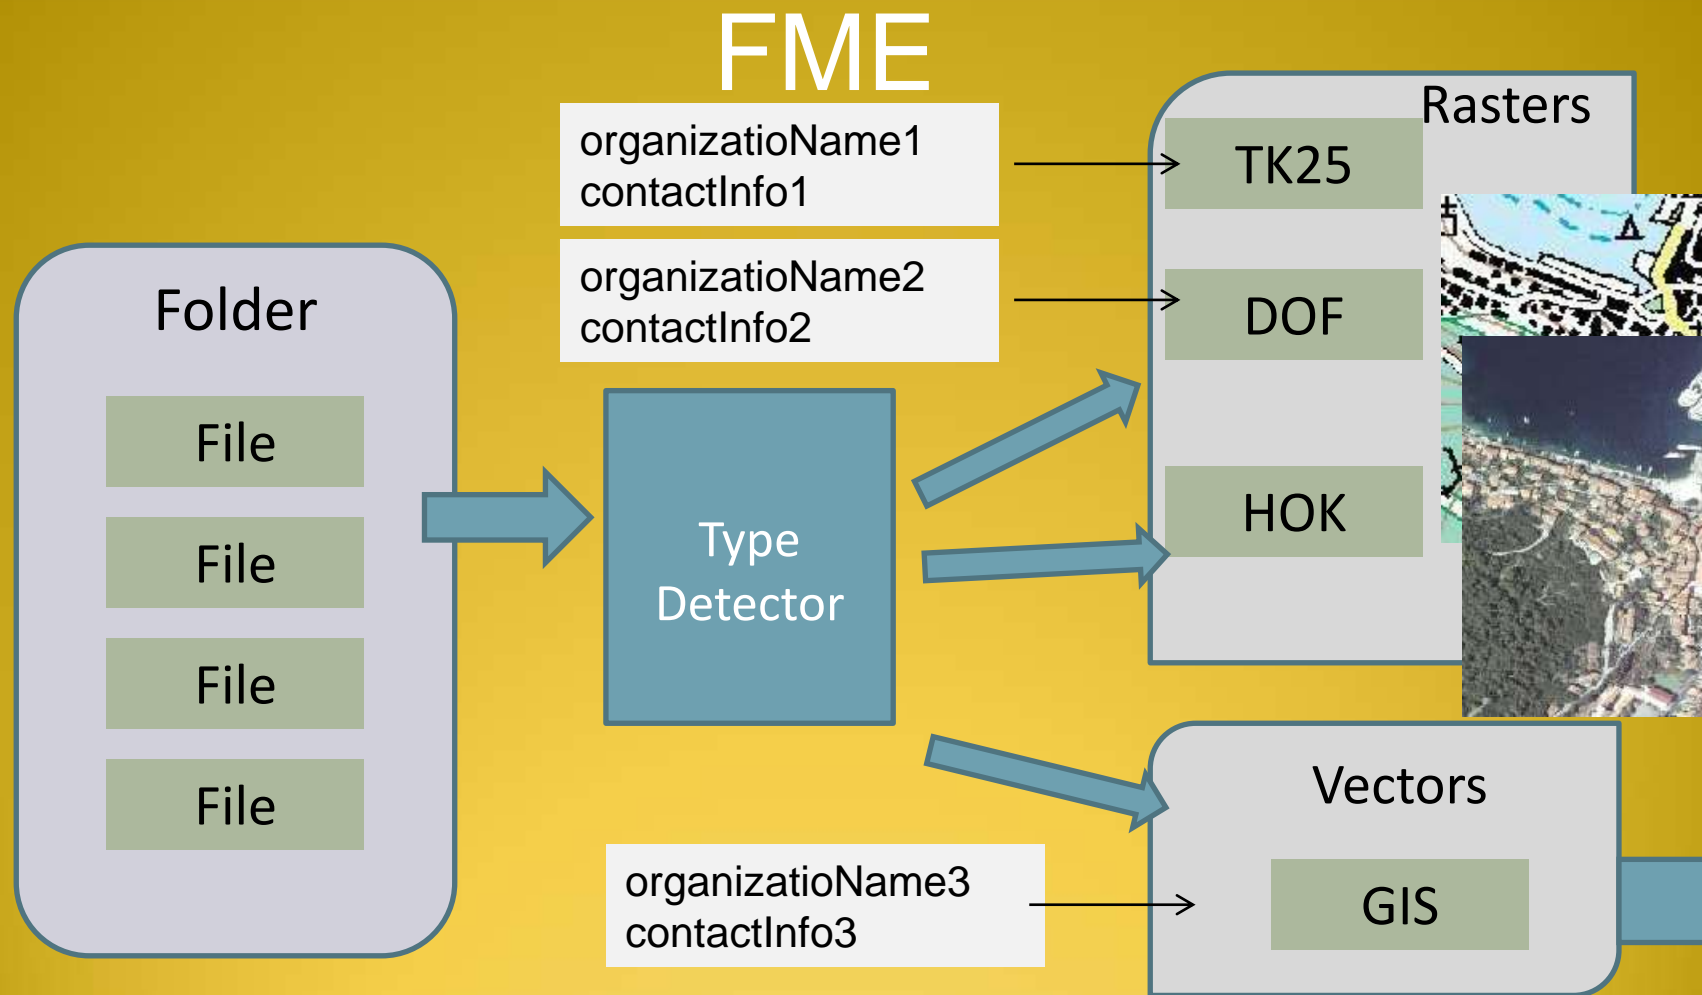 FME
organizatioName1
contactInfo1
organizatioName2
contactInfo2
Folder
File
File
File
File
Type
Detector
Rasters
TK25
DOF
HOK
Vectors
GIS
organizatioName3
contactInfo3